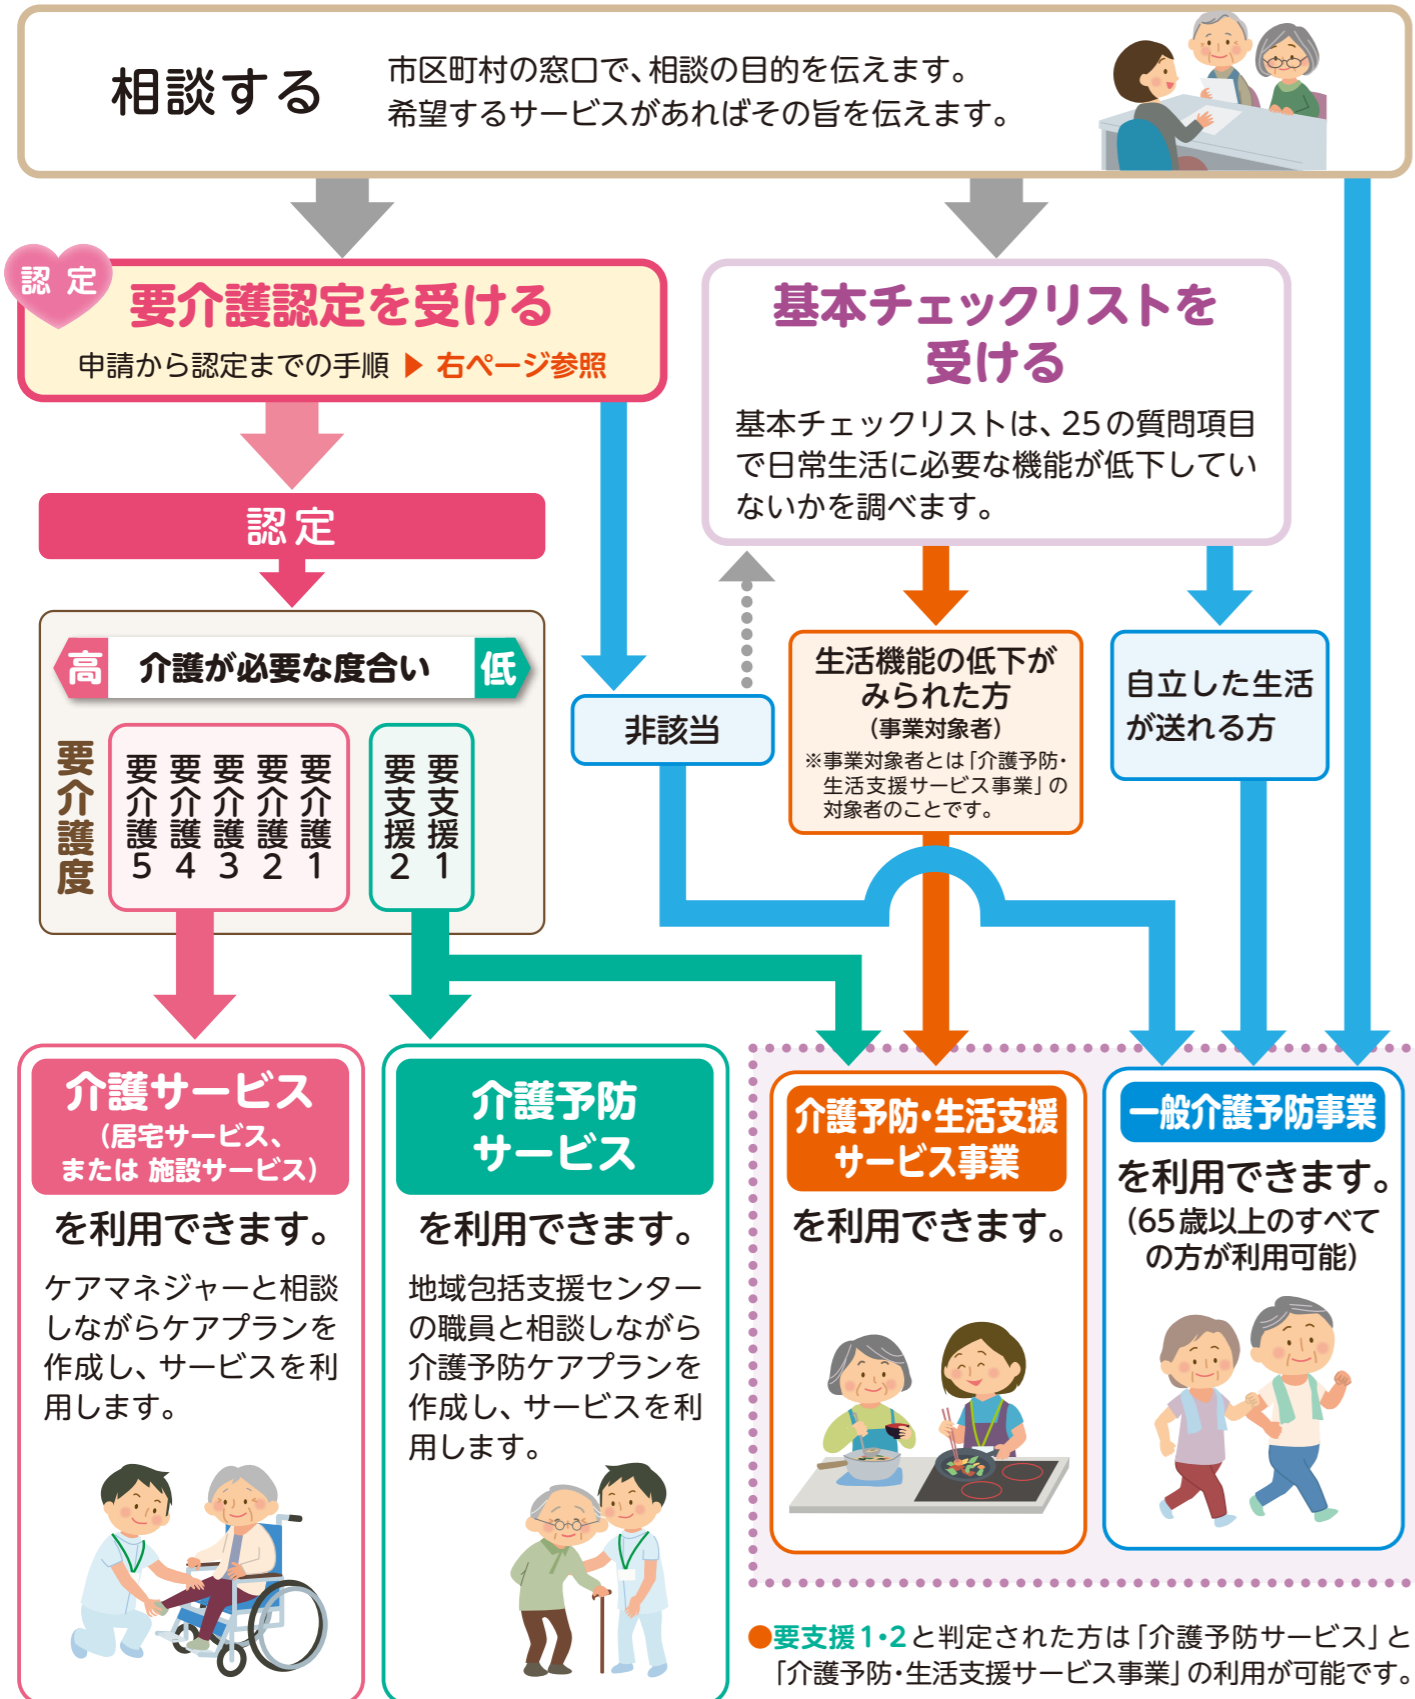 相談する
市区町村の窓口で、相談の目的を伝えます。
希望するサービスがあればその旨を伝えます。
認定
要介護認定を受ける
申請から認定までの手順 ▶ 右ページ参照
基本チェックリストを
受ける
基本チェックリストは、25の質問項目
で日常生活に必要な機能が低下してい
ないかを調べます。
認定
高 介護が必要な度合い 低
要介護度
要介護5
要介護4
要介護3
要介護2
要介護1
要支援2
要支援1
非該当
生活機能の低下が
みられた方
（事業対象者）
※事業対象者とは「介護予防・
生活支援サービス事業」の
対象者のことです。
自立した生活
が送れる方
介護サービス
（居宅サービス、
または 施設サービス）
を利用できます。
ケアマネジャーと相談
しながらケアプランを
作成し、サービスを利
用します。
介護予防
サービス
を利用できます。
地域包括支援センター
の職員と相談しながら
介護予防ケアプランを
作成し、サービスを利
用します。
介護予防・生活支援
サービス事業
を利用できます。
一般介護予防事業
を利用できます。
（65歳以上のすべて
の方が利用可能）
●要支援1・2と判定された方は「介護予防サービス」と
「介護予防・生活支援サービス事業」の利用が可能です。